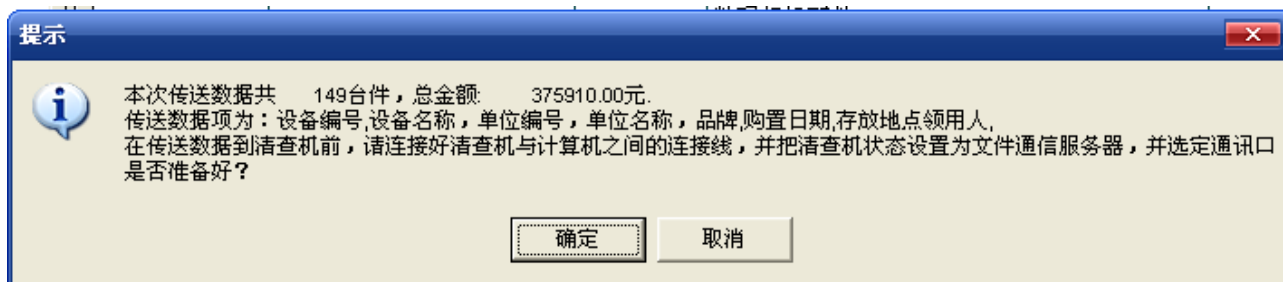 提示
本次传送数据共 149台件，总金额: 375910.00元.
传送数据项为：设备编号,设备名称，单位编号，单位名称，品牌,购置日期,存放地点领用人,
在传送数据到清查机前，请连接好清查机与计算机之间的连接线，并把清查机状态设置为文件通信服务器，并选定通讯口
是否准备好？
确定 取消